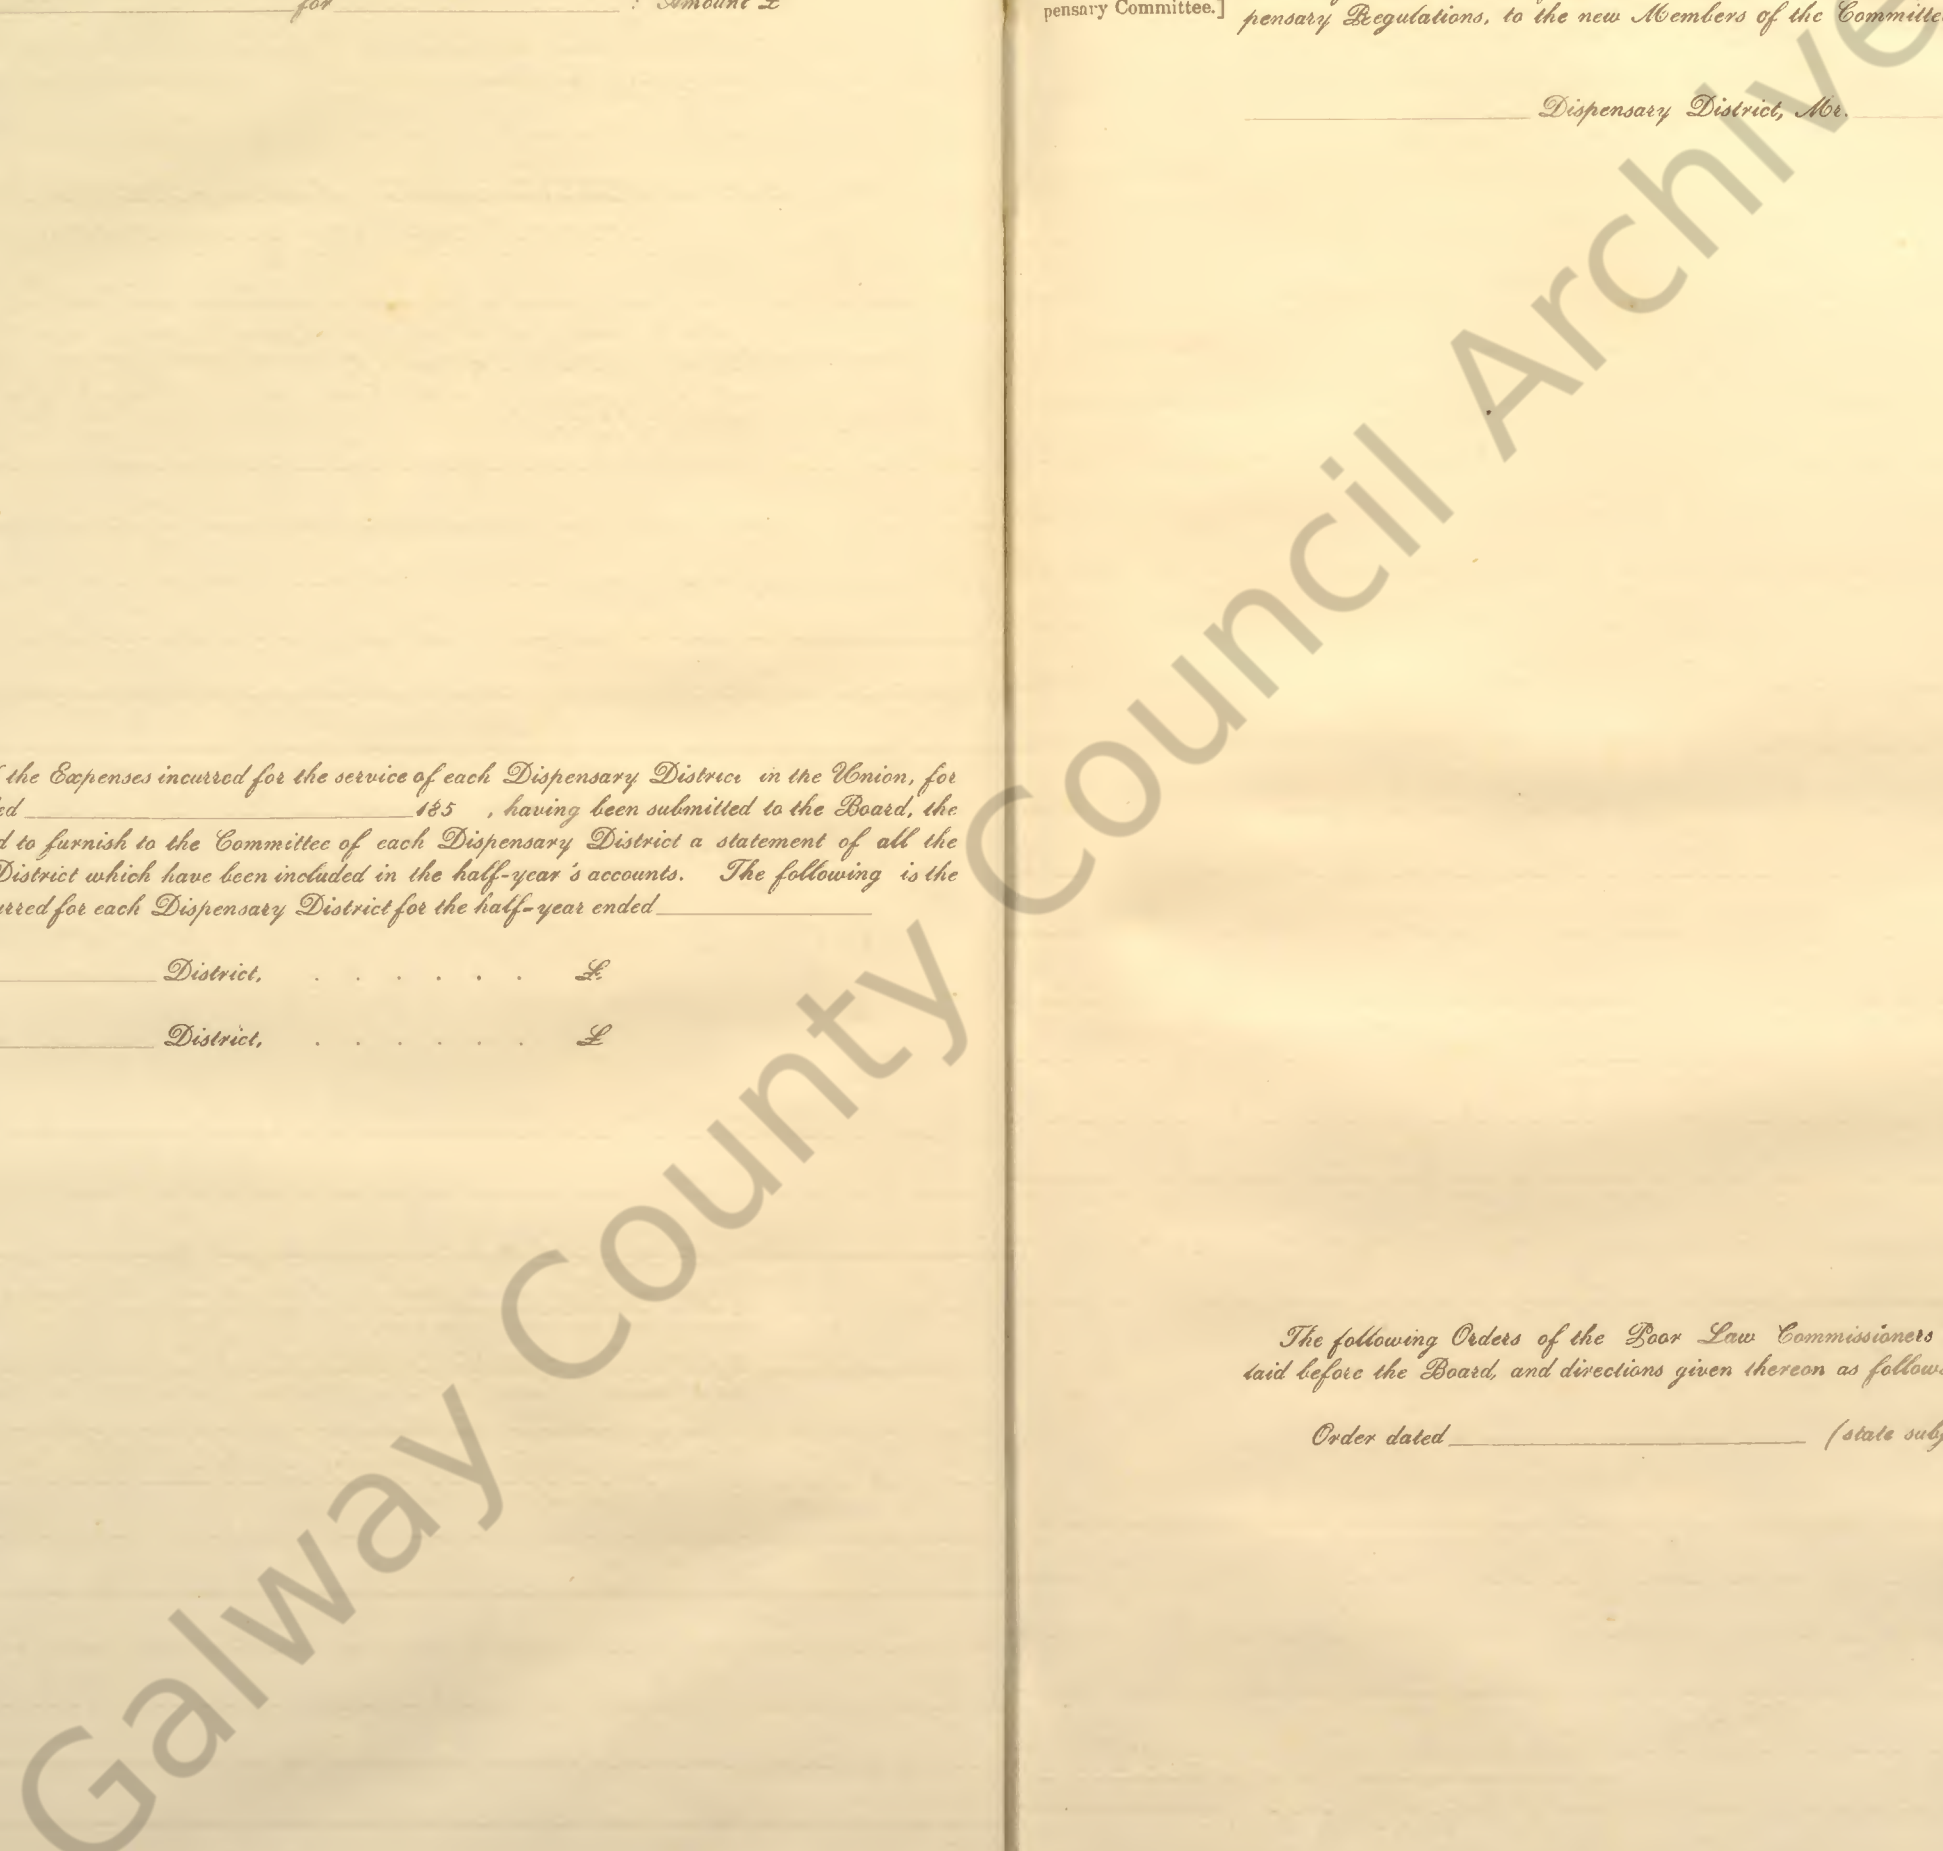 for : Amount £
the Expenses incurred for the service of each Dispensary District in the Union, for
ed 185 , having been submitted to the Board, the
d to furnish to the Committee of each Dispensary District a statement of all the
District which have been included in the half-year's accounts. The following is the
urred for each Dispensary District for the half-year ended
District, . . . . . . £
District, . . . . . . £
pensary Committee.]
pensary Regulations, to the new Members of the Committe
Dispensary District, Mr.
The following Orders of the Poor Law Commissioners
laid before the Board, and directions given thereon as follow
Order dated (state subj
Galway County Council Archive